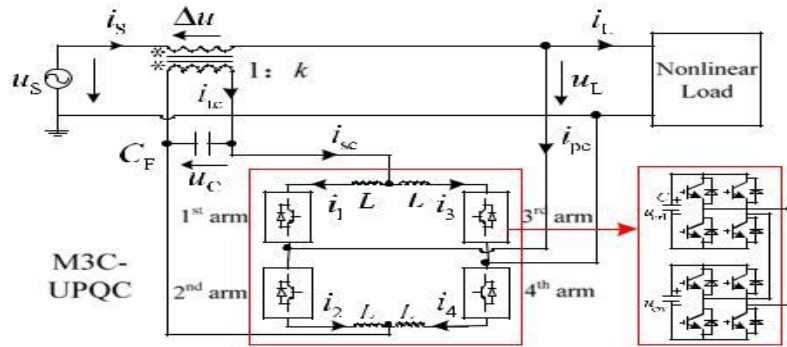 i_S
Δu
i_L
*
*
1: k
u_S
u_L
Nonlinear
Load
C_F
u_C
i_sc
i_pc
i_1
L
L
i_3
1st arm
3rd arm
M3C-
UPQC
2nd arm
4th arm
i_2
L
L
i_4
C